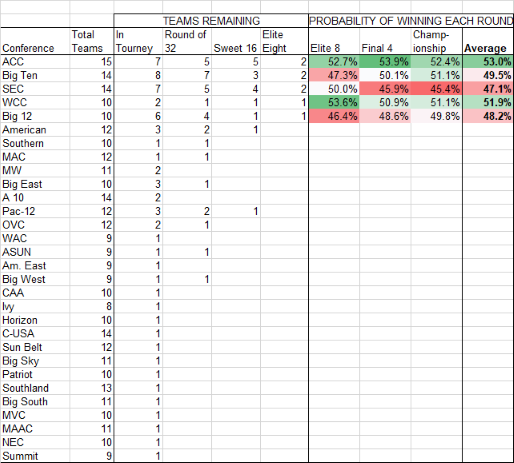 TEAMS REMAINING PROBABILITY OF WINNING EACH ROUND
Total In Round of Elite Champ-
Conference Teams Tourney 32 Sweet 16 Eight Elite 8 Final 4 ionship Average
ACC 15 7 5 5 2 52.7% 53.9% 52.4% 53.0%
Big Ten 14 8 7 3 2 47.3% 50.1% 51.1% 49.5%
SEC 14 7 5 4 2 50.0% 45.9% 45.4% 47.1%
WCC 10 2 1 1 1 53.6% 50.9% 51.1% 51.9%
Big 12 10 6 4 1 1 46.4% 48.6% 49.8% 48.2%
American 12 3 2 1
Southern 10 1 1
MAC 12 1 1
MW 11 2
Big East 10 3 1
A 10 14 2
Pac-12 12 3 2 1
OVC 12 2 1
WAC 9 1
ASUN 9 1 1
Am. East 9 1
Big West 9 1 1
CAA 10 1
Ivy 8 1
Horizon 10 1
C-USA 14 1
Sun Belt 12 1
Big Sky 11 1
Patriot 10 1
Southland 13 1
Big South 11 1
MVC 10 1
MAAC 11 1
NEC 10 1
Summit 9 1